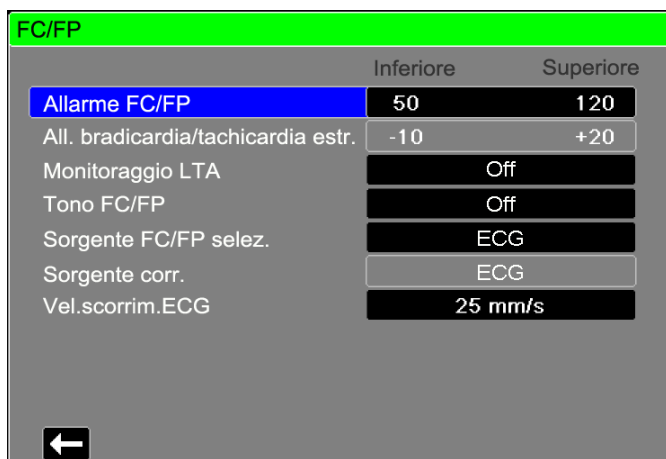 FC/FP
Inferiore Superiore
Allarme FC/FP 50 120
All. bradicardia/tachicardia estr. -10 +20
Monitoraggio LTA Off
Tono FC/FP Off
Sorgente FC/FP selez. ECG
Sorgente corr. ECG
Vel.scorrim.ECG 25 mm/s